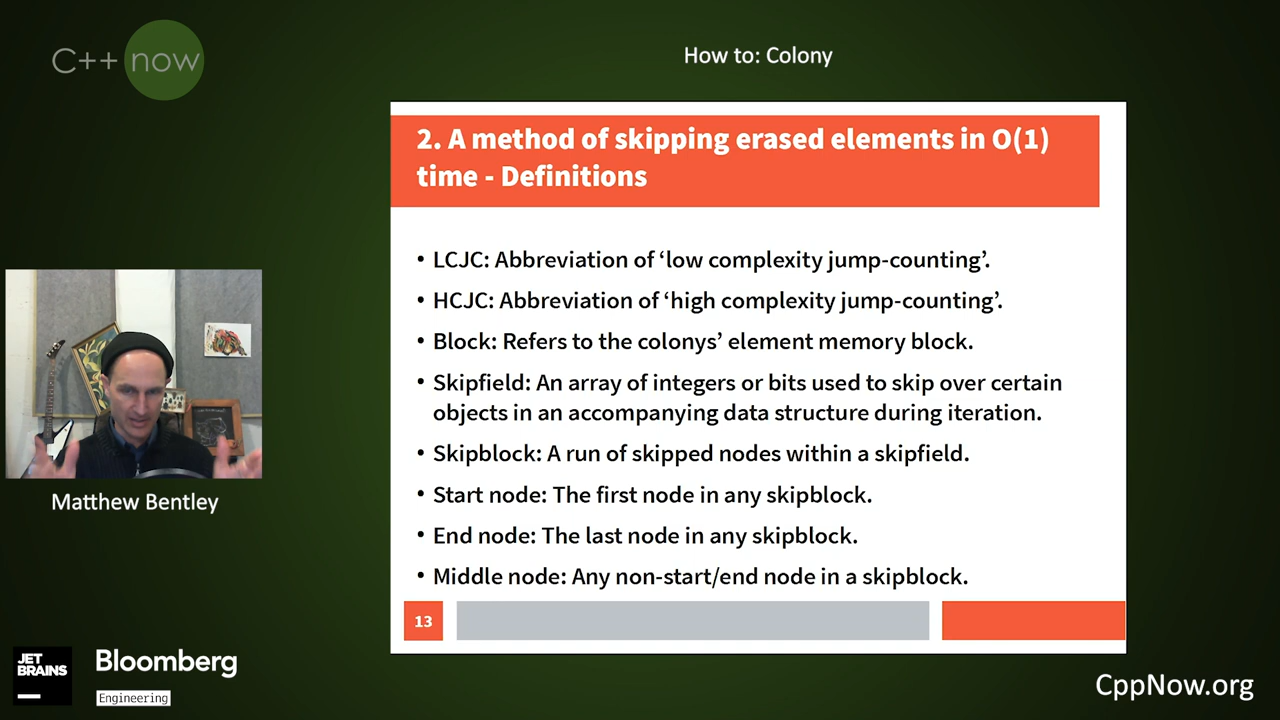 C++ now
How to: Colony
2. A method of skipping erased elements in O(1)
time - Definitions
• LCJC: Abbreviation of ‘low complexity jump-counting’.
• HCJC: Abbreviation of ‘high complexity jump-counting’.
• Block: Refers to the colonys’ element memory block.
• Skipfield: An array of integers or bits used to skip over certain
objects in an accompanying data structure during iteration.
• Skipblock: A run of skipped nodes within a skipfield.
• Start node: The first node in any skipblock.
• End node: The last node in any skipblock.
• Middle node: Any non-start/end node in a skipblock.
13
Matthew Bentley
JET
BRAINS
Bloomberg
Engineering
CppNow.org